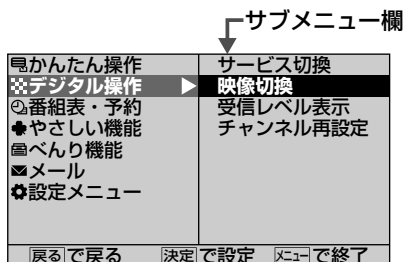 サブメニュー欄
かんたん操作
デジタル操作
番組表・予約
やさしい機能
べんり機能
メール
設定メニュー
サービス切換
映像切換
受信レベル表示
チャンネル再設定
戻るで戻る 決定で設定 メニューで終了